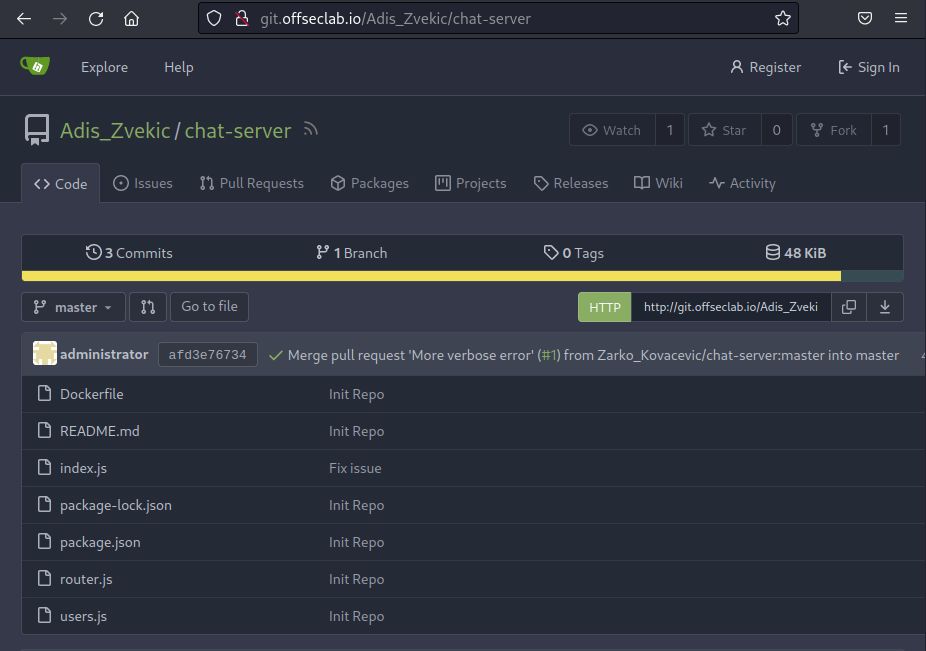 git.offseclab.io/Adis_Zvekic/chat-server
Explore Help Register Sign In
Adis_Zvekic/chat-server Watch 1 Star 0 Fork 1
Code Issues Pull Requests Packages Projects Releases Wiki Activity
3 Commits 1 Branch 0 Tags 48 KiB
master Go to file HTTP http://git.offseclab.io/Adis_Zveki
administrator afd3e76734 Merge pull request 'More verbose error' (#1) from Zarko_Kovacevic/chat-server:master into master
Dockerfile Init Repo
README.md Init Repo
index.js Fix issue
package-lock.json Init Repo
package.json Init Repo
router.js Init Repo
users.js Init Repo